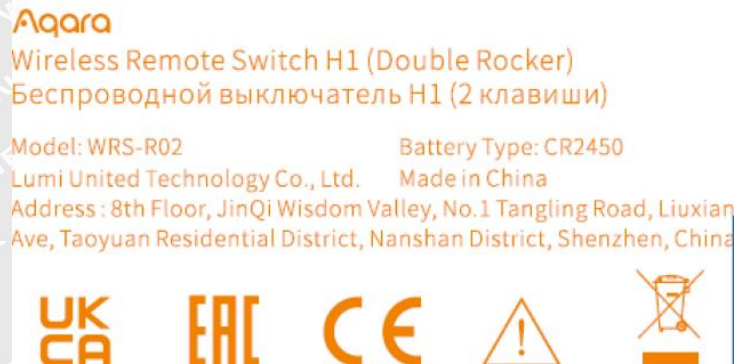 Aqara
Wireless Remote Switch H1 (Double Rocker)
Беспроводной выключатель H1 (2 клавиши)
Model: WRS-R02 Battery Type: CR2450
Lumi United Technology Co., Ltd. Made in China
Address : 8th Floor, JinQi Wisdom Valley, No.1 Tangling Road, Liuxian
Ave, Taoyuan Residential District, Nanshan District, Shenzhen, China
UK EAC CE !
CA